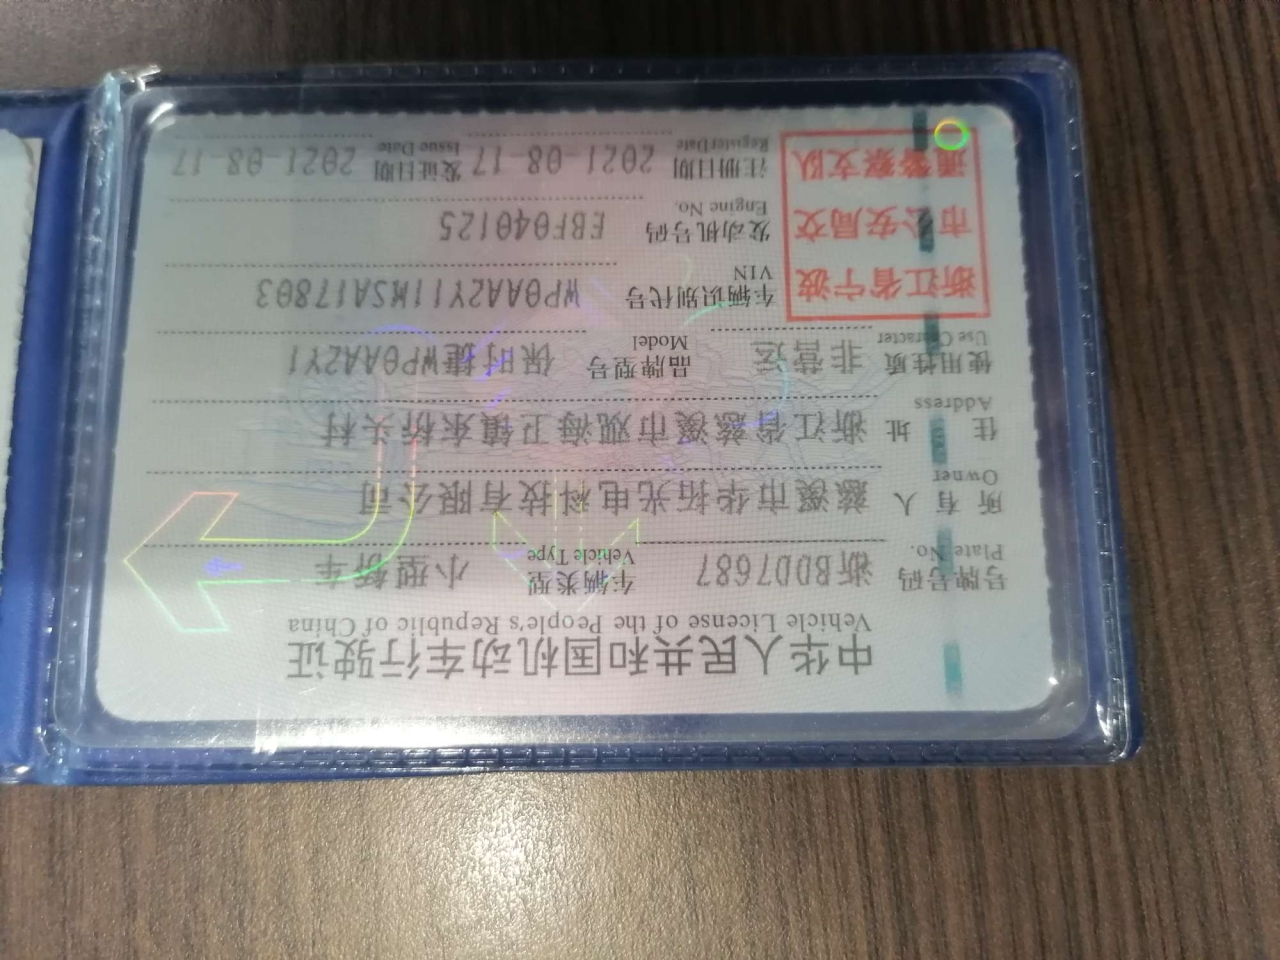 中华人民共和国机动车行驶证
Vehicle License of the People's Republic of China
号牌号码 浙BD07687 车辆类型 小型轿车
Plate No. Vehicle Type
所有人 慈溪市华拓光电科技有限公司
Owner
住址 浙江省慈溪市观海卫镇东桥头村
Address
使用性质 非营运 品牌型号 保时捷WP0AA2Y1
Use Character Model
浙江省宁波
市公安局交
通警察支队
车辆识别代号 WP0AA2Y11MSA17803
VIN
发动机号码 EBF040125
Engine No.
注册日期 2021-08-17 发证日期 2021-08-17
Register Date Issue Date